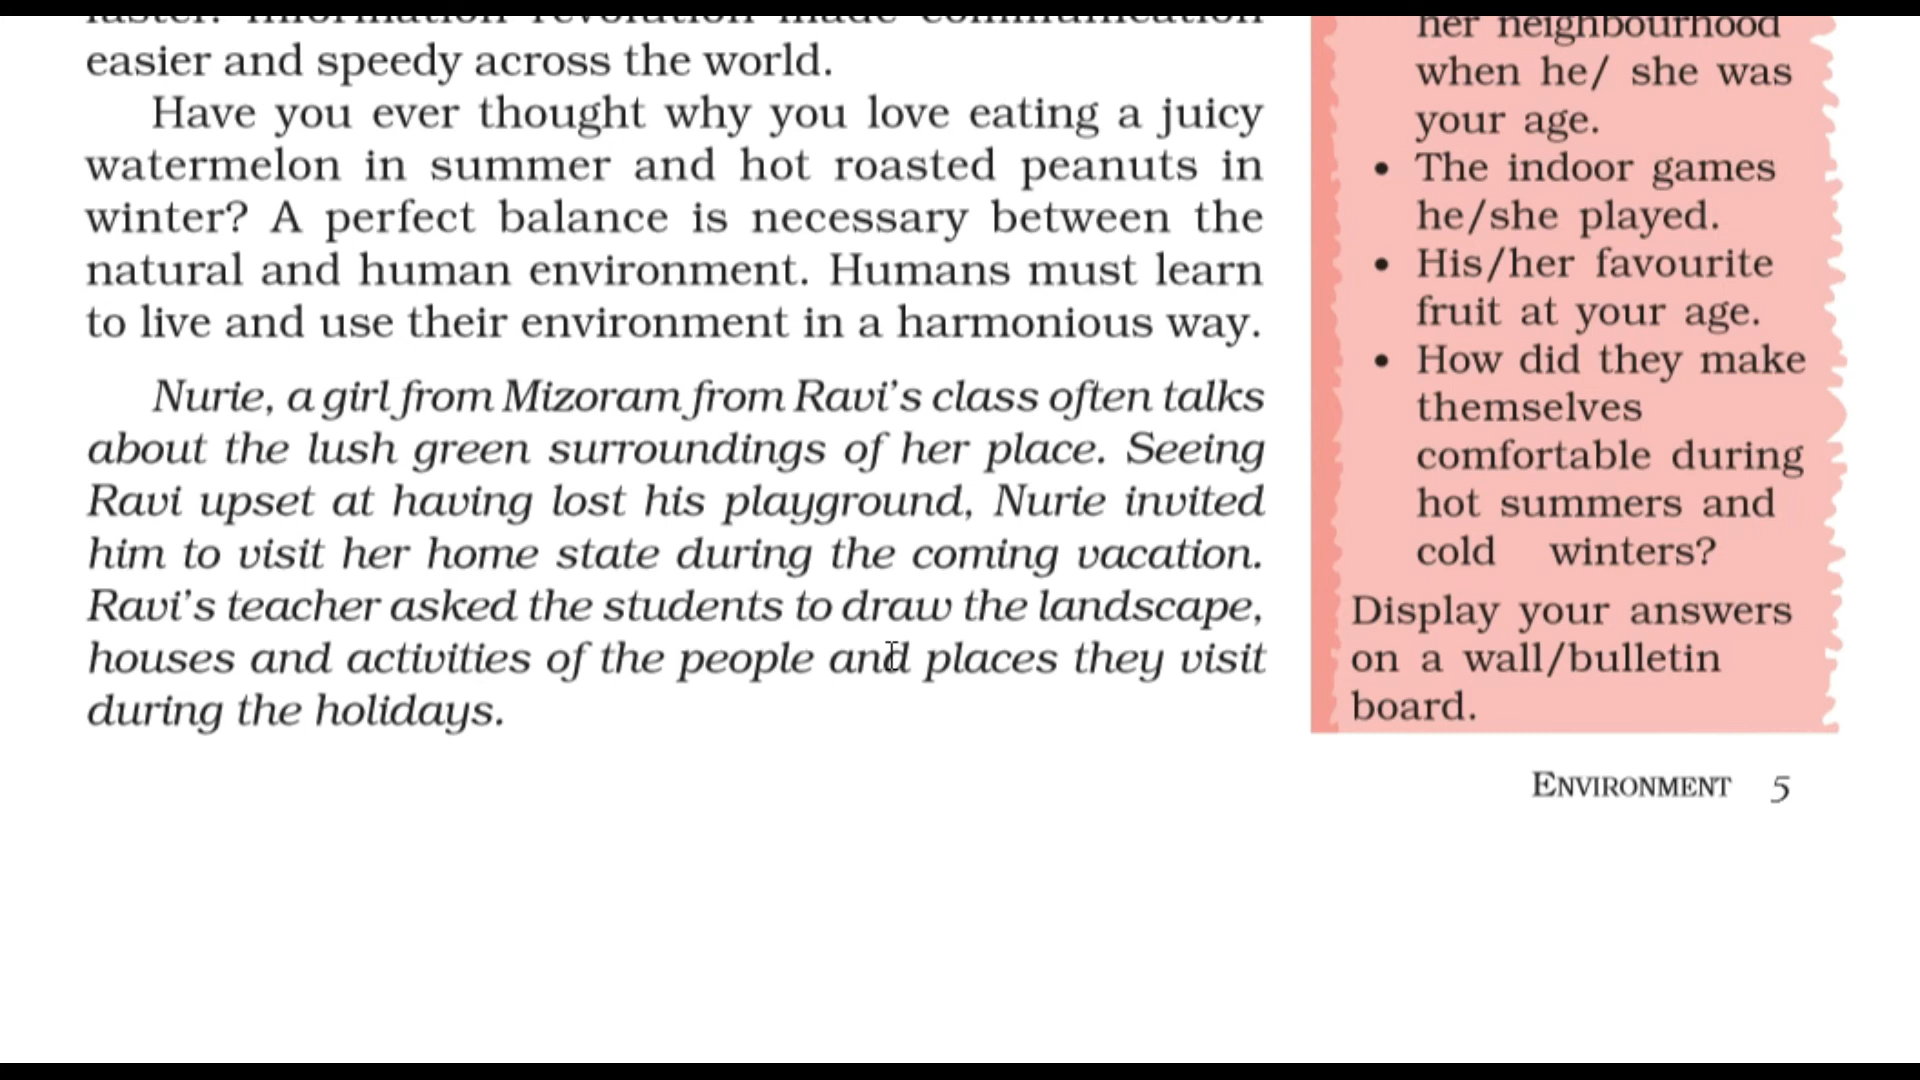 faster. Information revolution made communication
easier and speedy across the world.
Have you ever thought why you love eating a juicy
watermelon in summer and hot roasted peanuts in
winter? A perfect balance is necessary between the
natural and human environment. Humans must learn
to live and use their environment in a harmonious way.
Nurie, a girl from Mizoram from Ravi's class often talks
about the lush green surroundings of her place. Seeing
Ravi upset at having lost his playground, Nurie invited
him to visit her home state during the coming vacation.
Ravi's teacher asked the students to draw the landscape,
houses and activities of the people and places they visit
during the holidays.
her neighbourhood
when he/ she was
your age.
• The indoor games
he/she played.
• His/her favourite
fruit at your age.
• How did they make
themselves
comfortable during
hot summers and
cold winters?
Display your answers
on a wall/bulletin
board.
ENVIRONMENT 5